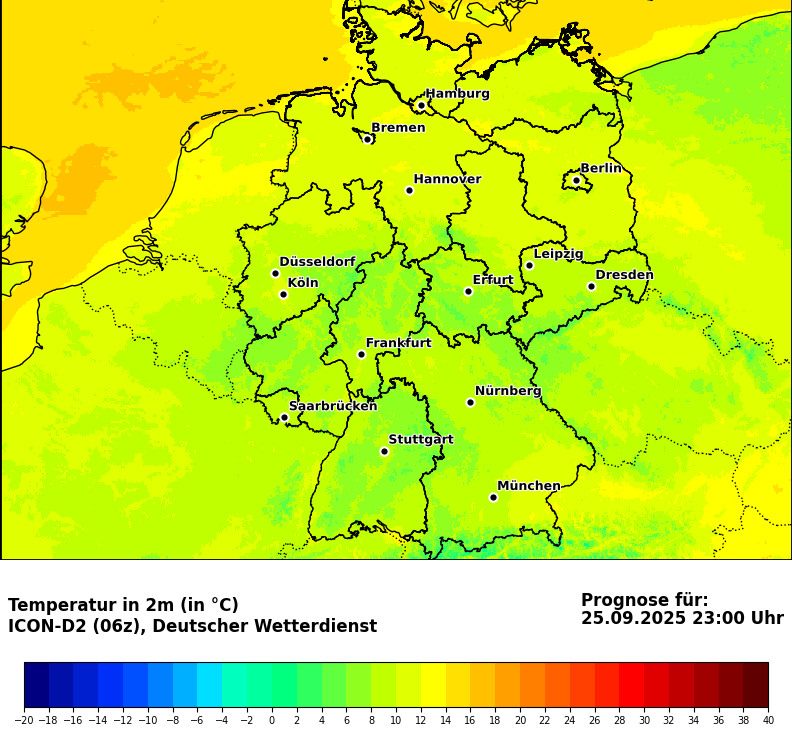 Hamburg
Bremen
Berlin
Hannover
Leipzig
Düsseldorf
Dresden
Köln
Erfurt
Frankfurt
Nürnberg
Saarbrücken
Stuttgart
München
Temperatur in 2m (in °C)
ICON-D2 (06z), Deutscher Wetterdienst
Prognose für:
25.09.2025 23:00 Uhr
−20 −18 −16 −14 −12 −10 −8 −6 −4 −2 0 2 4 6 8 10 12 14 16 18 20 22 24 26 28 30 32 34 36 38 40